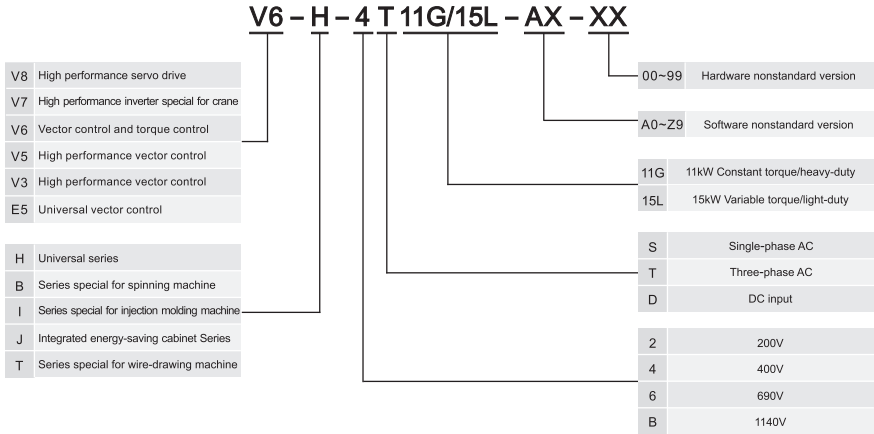 V6 – H – 4 T 11G/15L – AX – XX
V8 High performance servo drive
V7 High performance inverter special for crane
V6 Vector control and torque control
V5 High performance vector control
V3 High performance vector control
E5 Universal vector control
H Universal series
B Series special for spinning machine
I Series special for injection molding machine
J Integrated energy-saving cabinet Series
T Series special for wire-drawing machine
00~99 Hardware nonstandard version
A0~Z9 Software nonstandard version
11G 11kW Constant torque/heavy-duty
15L 15kW Variable torque/light-duty
S Single-phase AC
T Three-phase AC
D DC input
2 200V
4 400V
6 690V
B 1140V